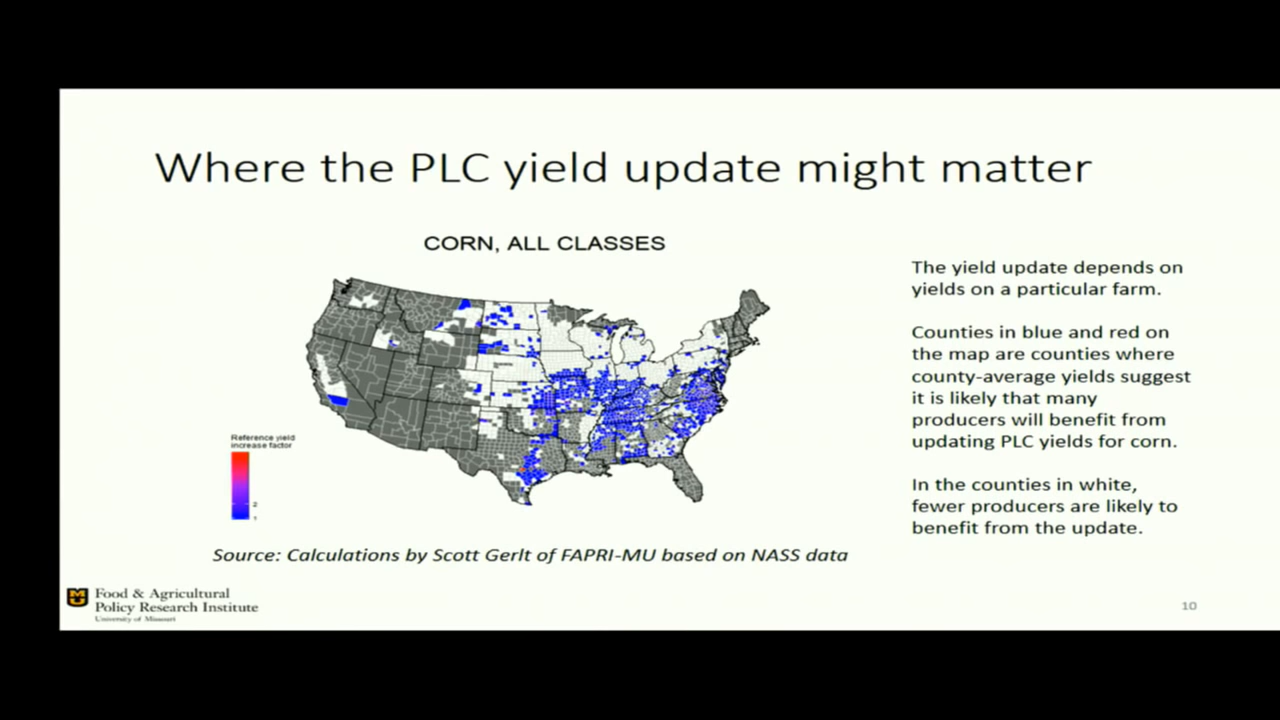 Where the PLC yield update might matter
CORN, ALL CLASSES
The yield update depends on
yields on a particular farm.
Counties in blue and red on
the map are counties where
county-average yields suggest
it is likely that many
producers will benefit from
updating PLC yields for corn.
In the counties in white,
fewer producers are likely to
benefit from the update.
Reference yield
increase factor
2
1
Source: Calculations by Scott Gerlt of FAPRI-MU based on NASS data
MU
Food & Agricultural
Policy Research Institute
University of Missouri
10